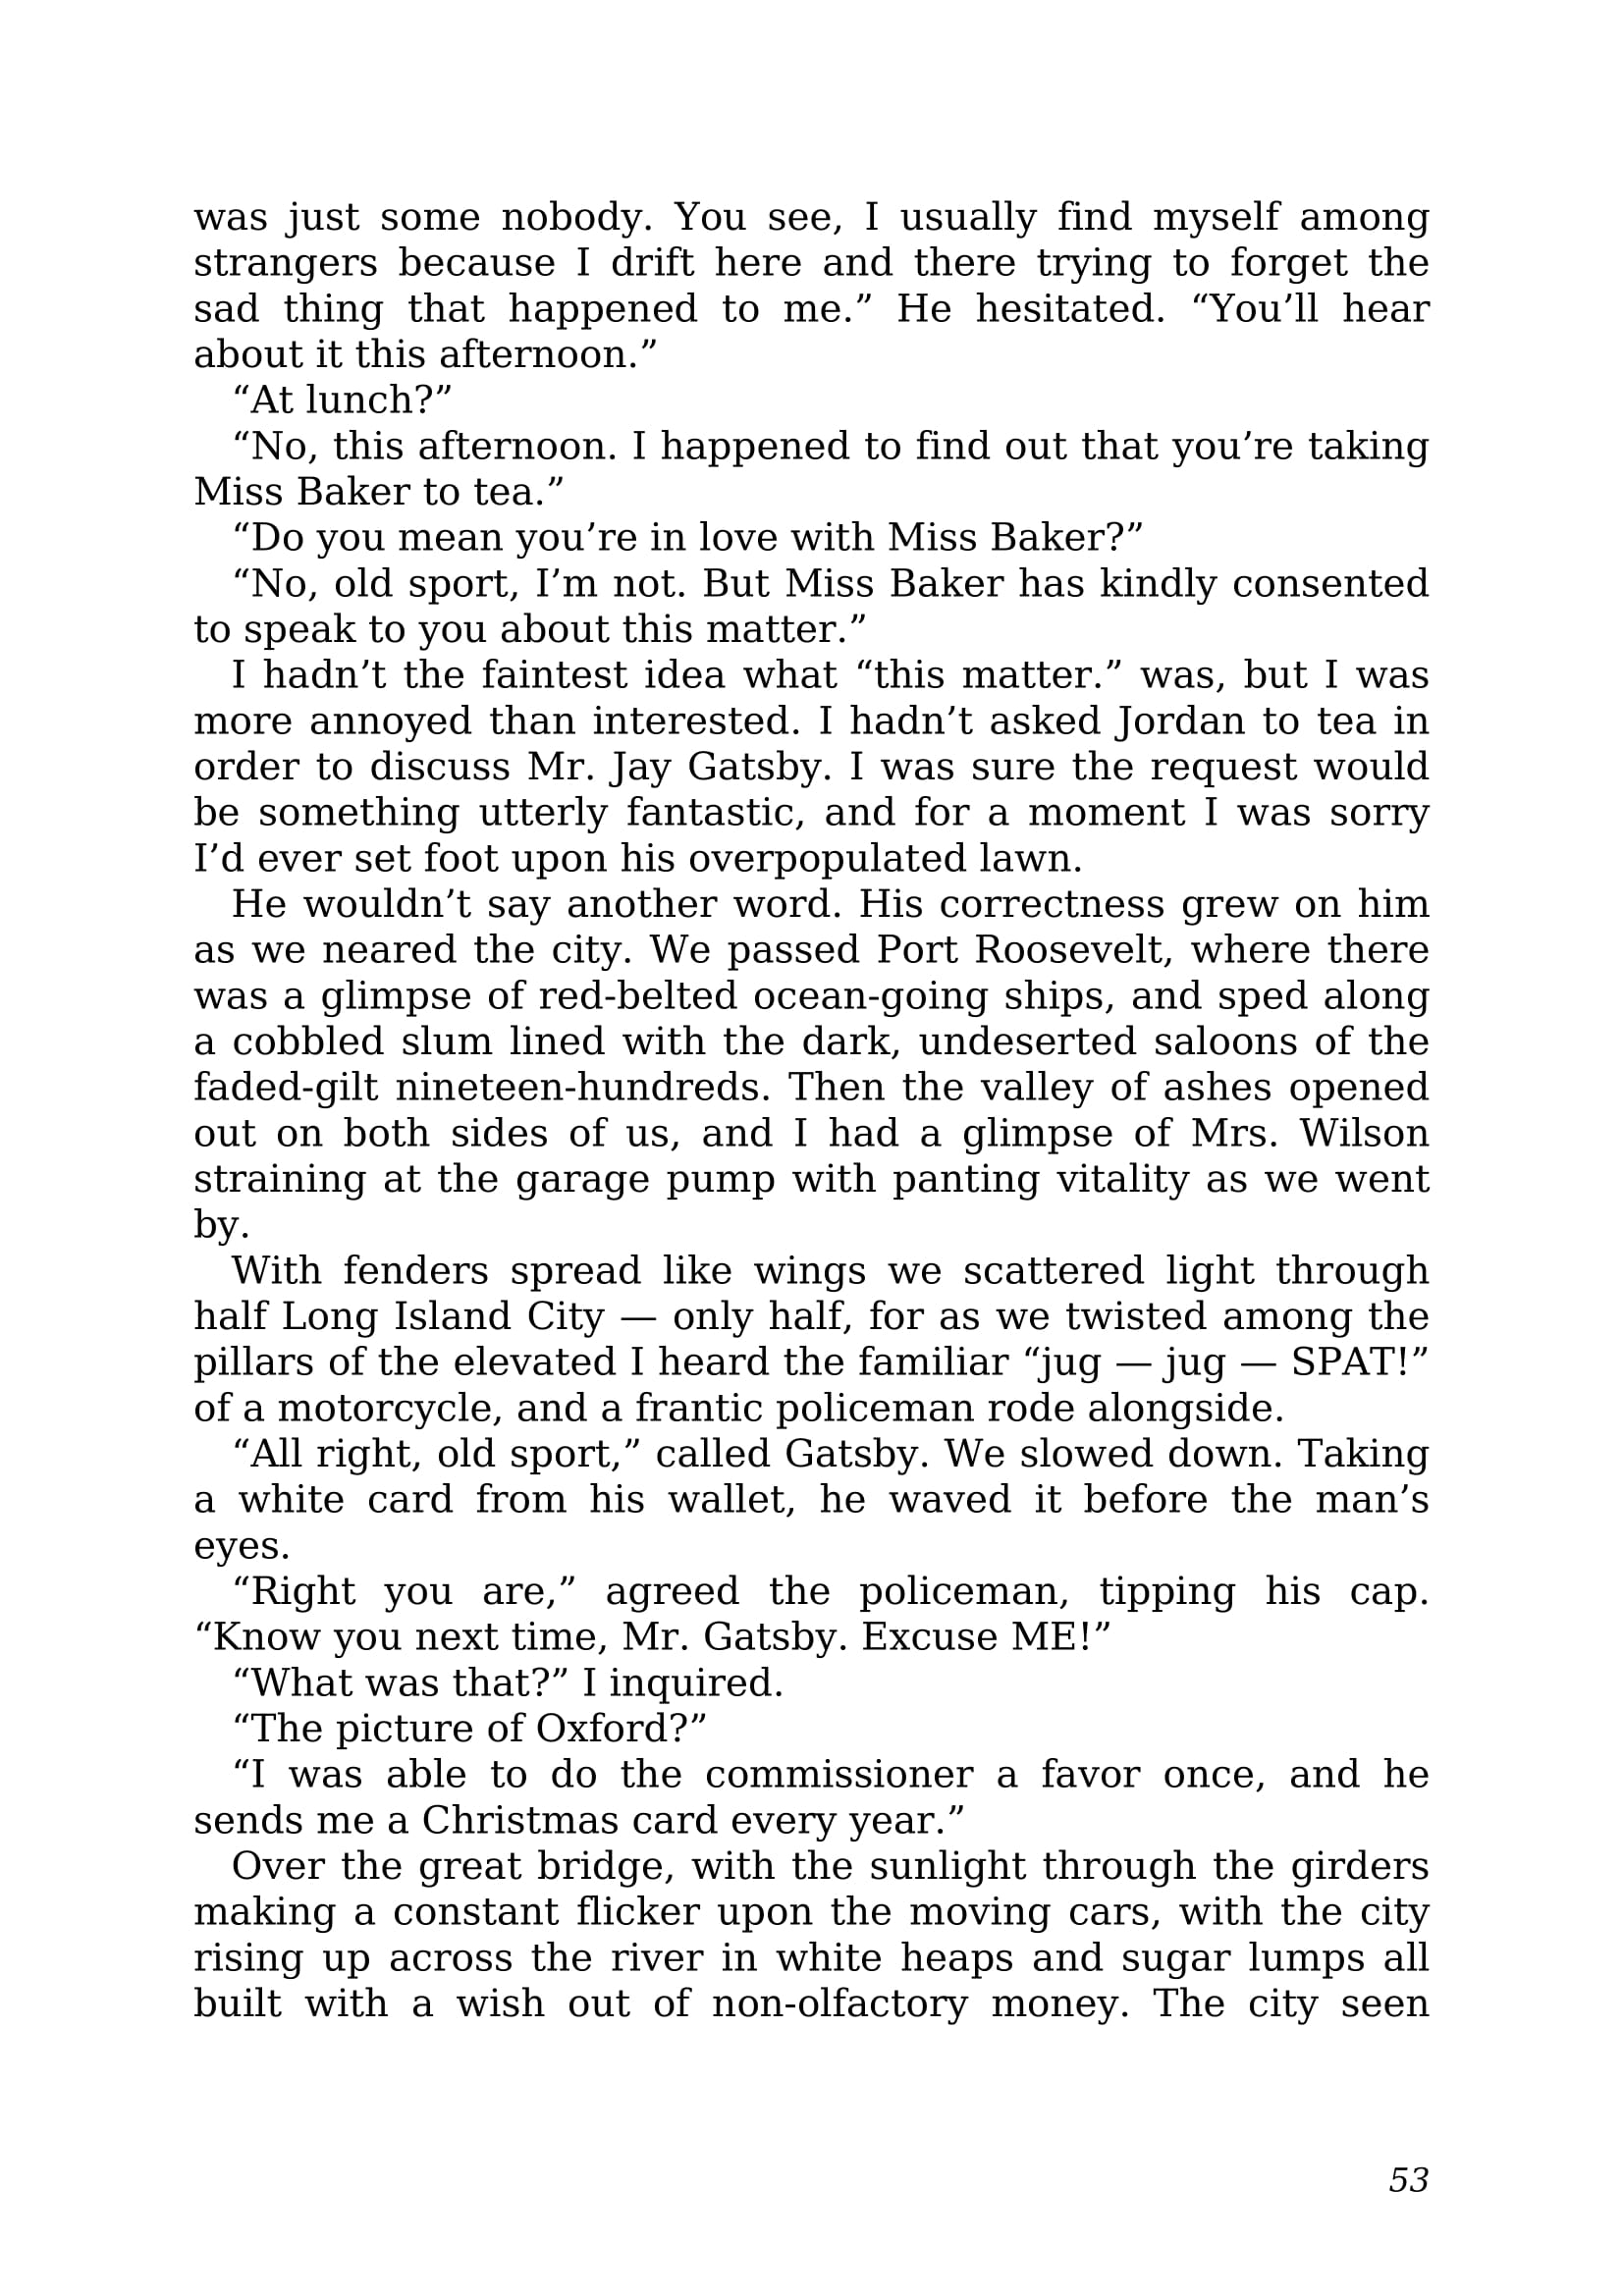 was just some nobody. You see, I usually find myself among
strangers because I drift here and there trying to forget the
sad thing that happened to me.” He hesitated. “You’ll hear
about it this afternoon.”
“At lunch?”
“No, this afternoon. I happened to find out that you’re taking
Miss Baker to tea.”
“Do you mean you’re in love with Miss Baker?”
“No, old sport, I’m not. But Miss Baker has kindly consented
to speak to you about this matter.”
I hadn’t the faintest idea what “this matter.” was, but I was
more annoyed than interested. I hadn’t asked Jordan to tea in
order to discuss Mr. Jay Gatsby. I was sure the request would
be something utterly fantastic, and for a moment I was sorry
I’d ever set foot upon his overpopulated lawn.
He wouldn’t say another word. His correctness grew on him
as we neared the city. We passed Port Roosevelt, where there
was a glimpse of red-belted ocean-going ships, and sped along
a cobbled slum lined with the dark, undeserted saloons of the
faded-gilt nineteen-hundreds. Then the valley of ashes opened
out on both sides of us, and I had a glimpse of Mrs. Wilson
straining at the garage pump with panting vitality as we went
by.
With fenders spread like wings we scattered light through
half Long Island City — only half, for as we twisted among the
pillars of the elevated I heard the familiar “jug — jug — SPAT!”
of a motorcycle, and a frantic policeman rode alongside.
“All right, old sport,” called Gatsby. We slowed down. Taking
a white card from his wallet, he waved it before the man’s
eyes.
“Right you are,” agreed the policeman, tipping his cap.
“Know you next time, Mr. Gatsby. Excuse ME!”
“What was that?” I inquired.
“The picture of Oxford?”
“I was able to do the commissioner a favor once, and he
sends me a Christmas card every year.”
Over the great bridge, with the sunlight through the girders
making a constant flicker upon the moving cars, with the city
rising up across the river in white heaps and sugar lumps all
built with a wish out of non-olfactory money. The city seen
53